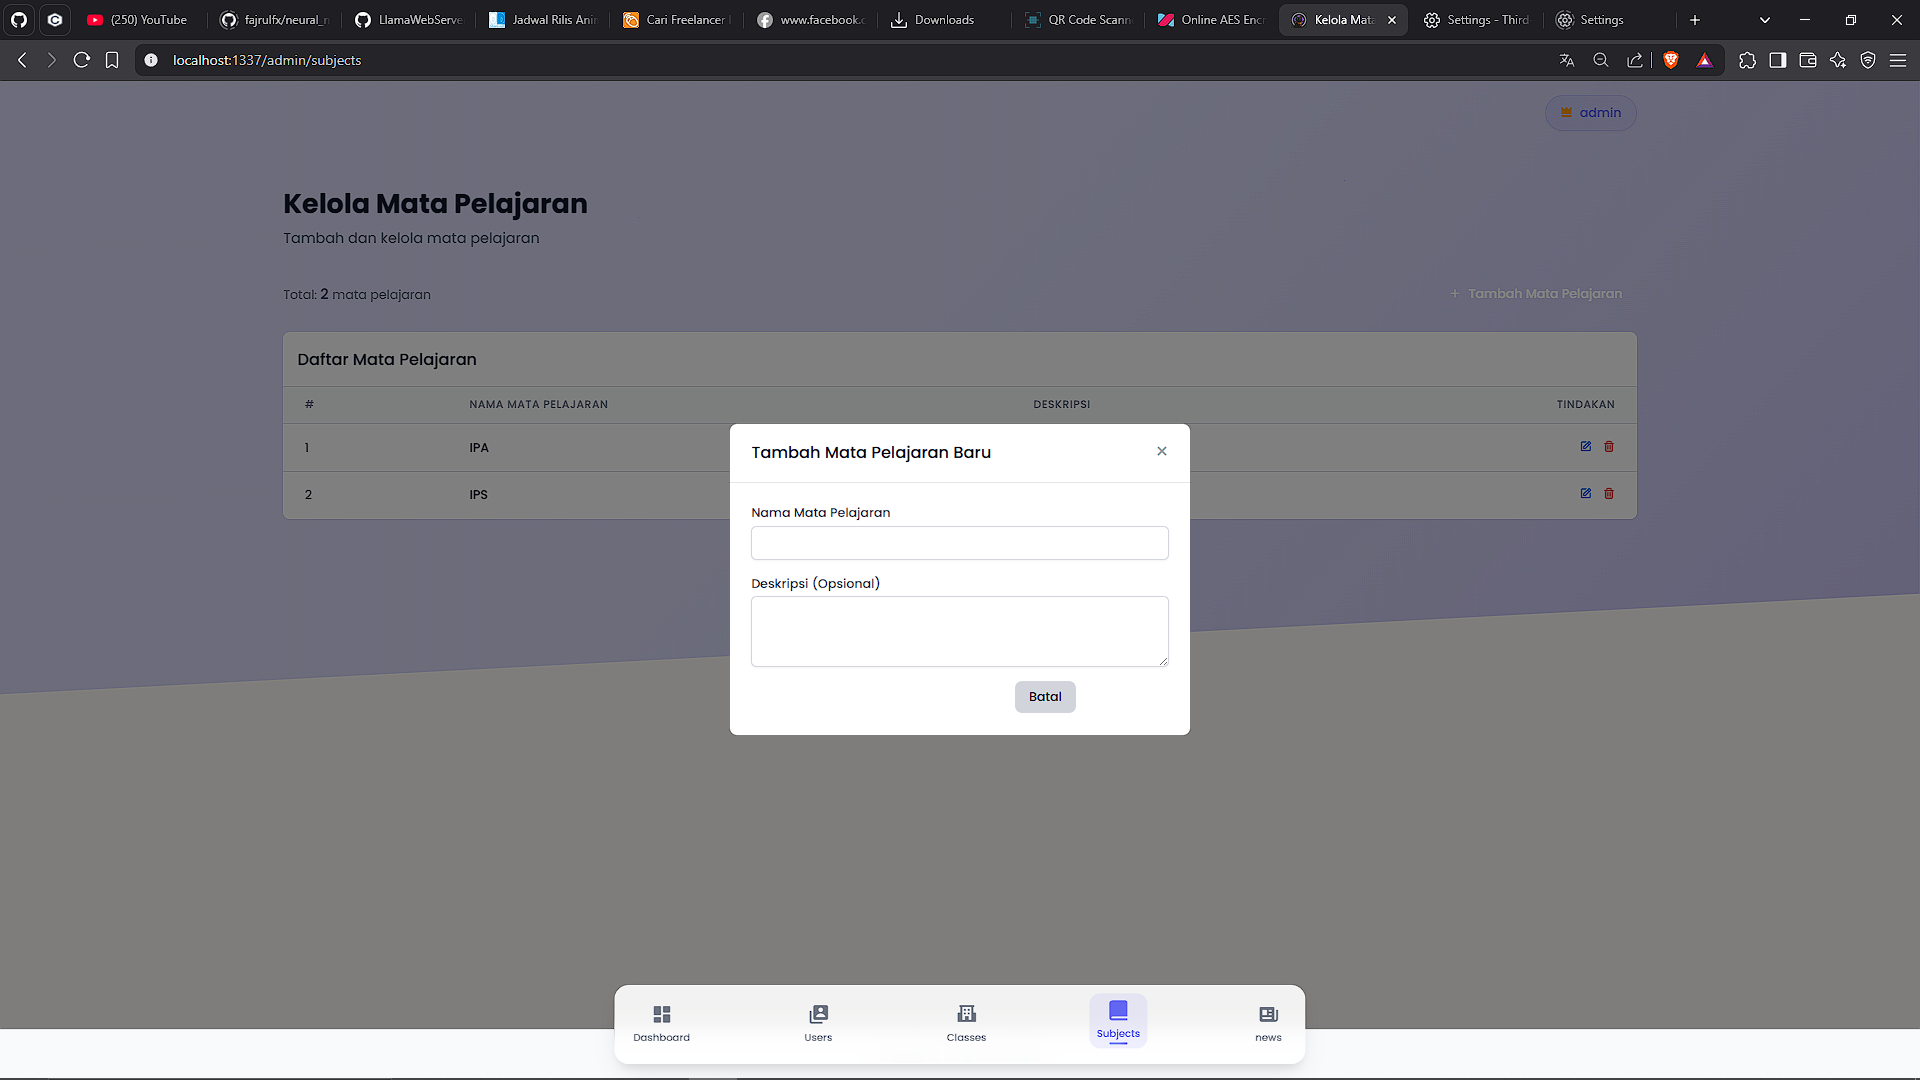 (250) YouTube
fajrulfx/neural_n
LlamaWebServe
Jadwal Rilis Ani
Cari Freelancer
www.facebook.c
Downloads
QR Code Scann
Online AES Encr
Kelola Mata
Settings - Third
Settings
localhost:1337/admin/subjects
admin
Kelola Mata Pelajaran
Tambah dan kelola mata pelajaran
Total: 2 mata pelajaran
+ Tambah Mata Pelajaran
Daftar Mata Pelajaran
# NAMA MATA PELAJARAN DESKRIPSI TINDAKAN
1 IPA
2 IPS
Tambah Mata Pelajaran Baru
Nama Mata Pelajaran
Deskripsi (Opsional)
Batal
Dashboard
Users
Classes
Subjects
news